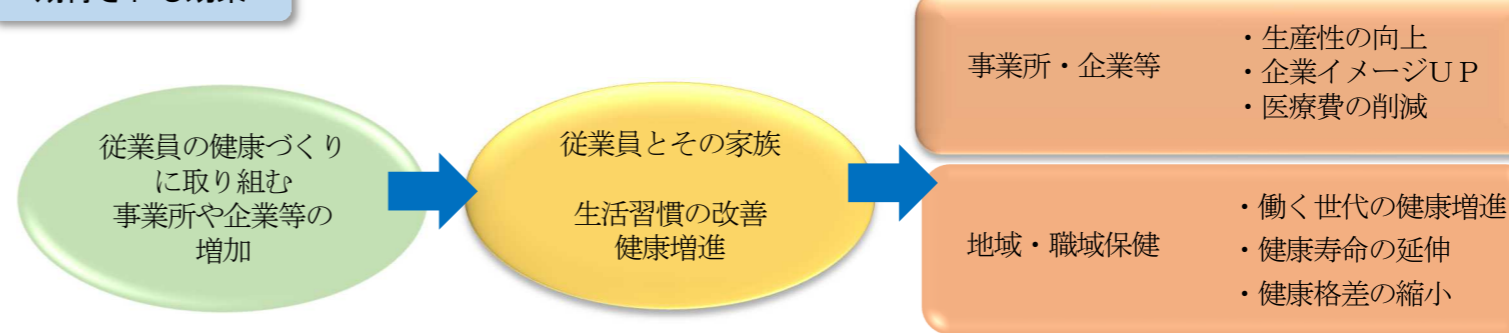 従業員の健康づくり
に取り組む
事業所や企業等の
増加
従業員とその家族
生活習慣の改善
健康増進
事業所・企業等
・生産性の向上
・企業イメージＵＰ
・医療費の削減
地域・職域保健
・働く世代の健康増進
・健康寿命の延伸
・健康格差の縮小